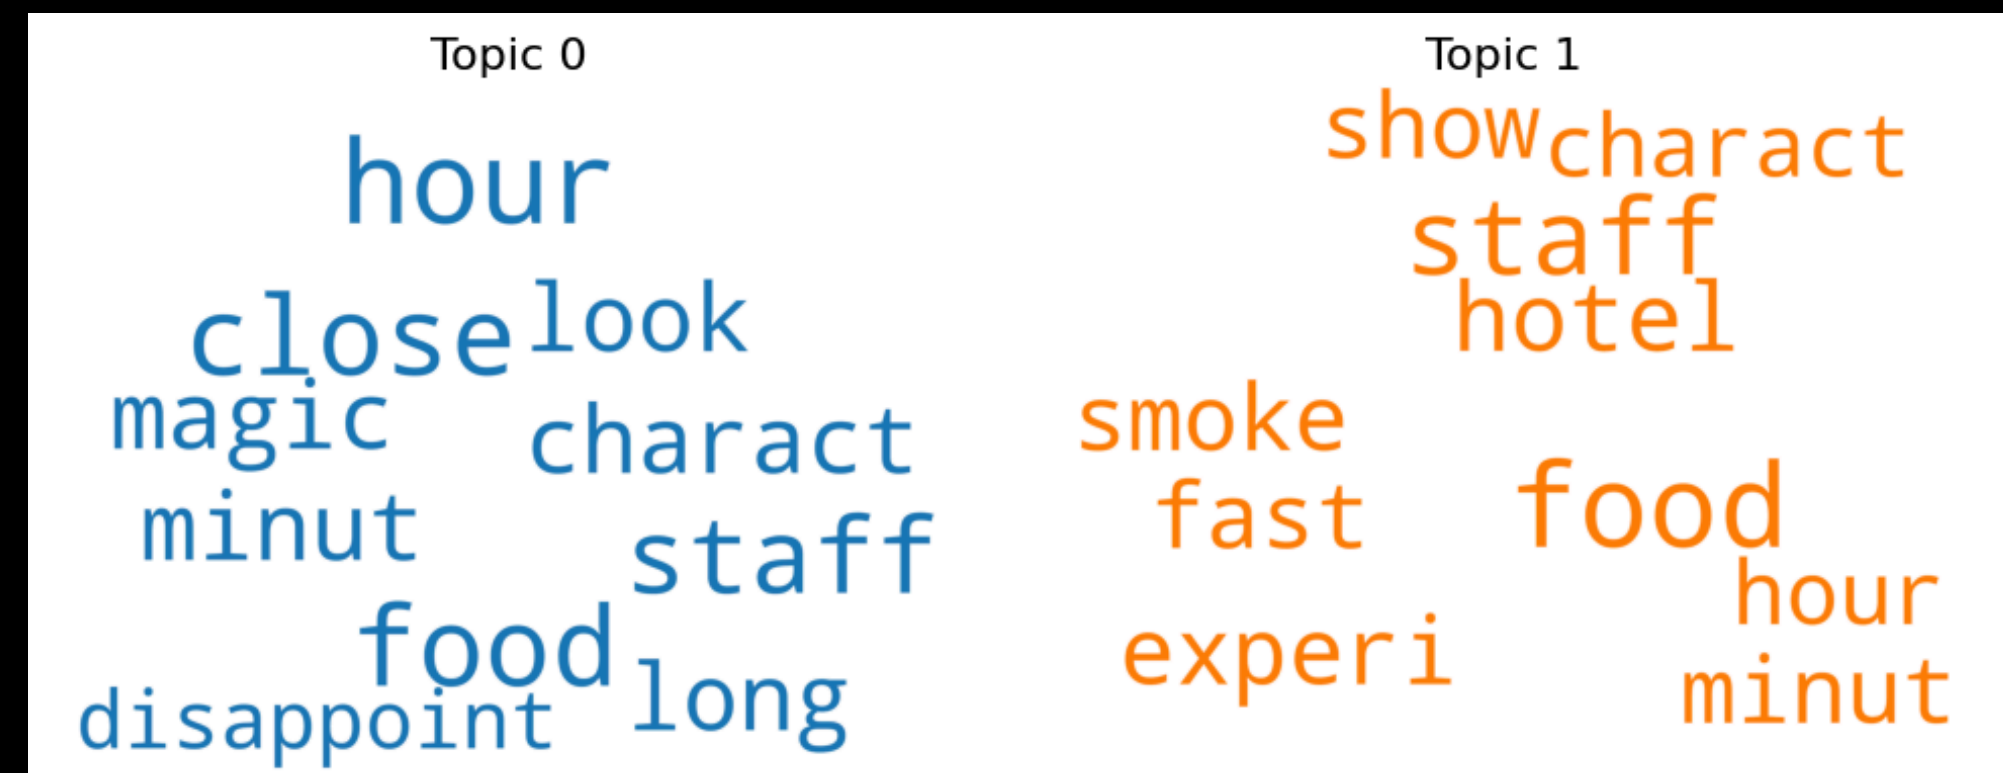 Topic 0
hour
close look
magic
charact
minut
staff
food
long
disappoint
Topic 1
show charact
staff
hotel
smoke
fast
food
hour
experi
minut